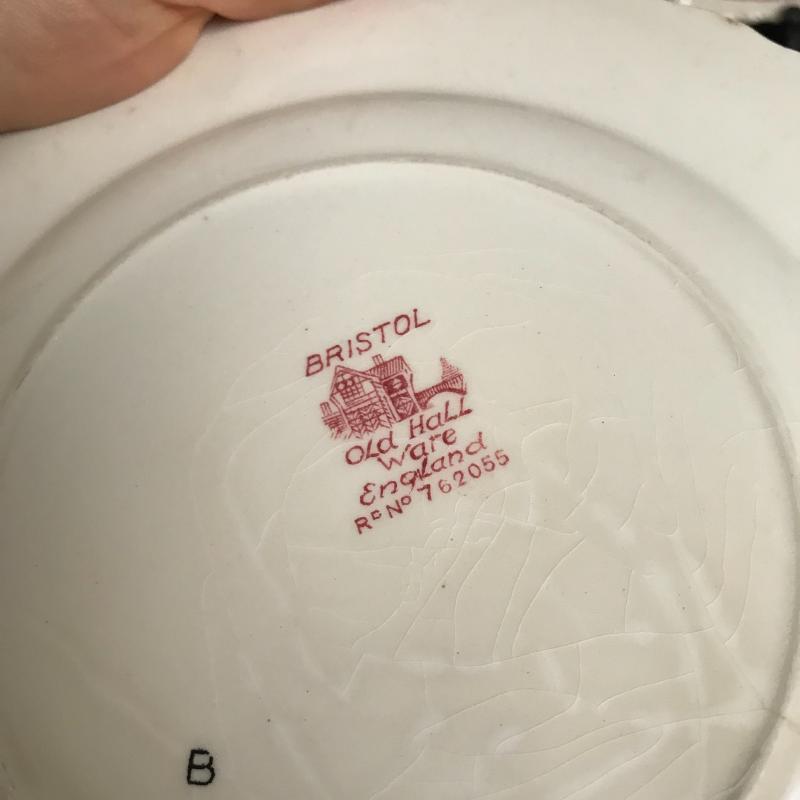 BRISTOL
Old Hall
Ware
England
Rd No 762055
B